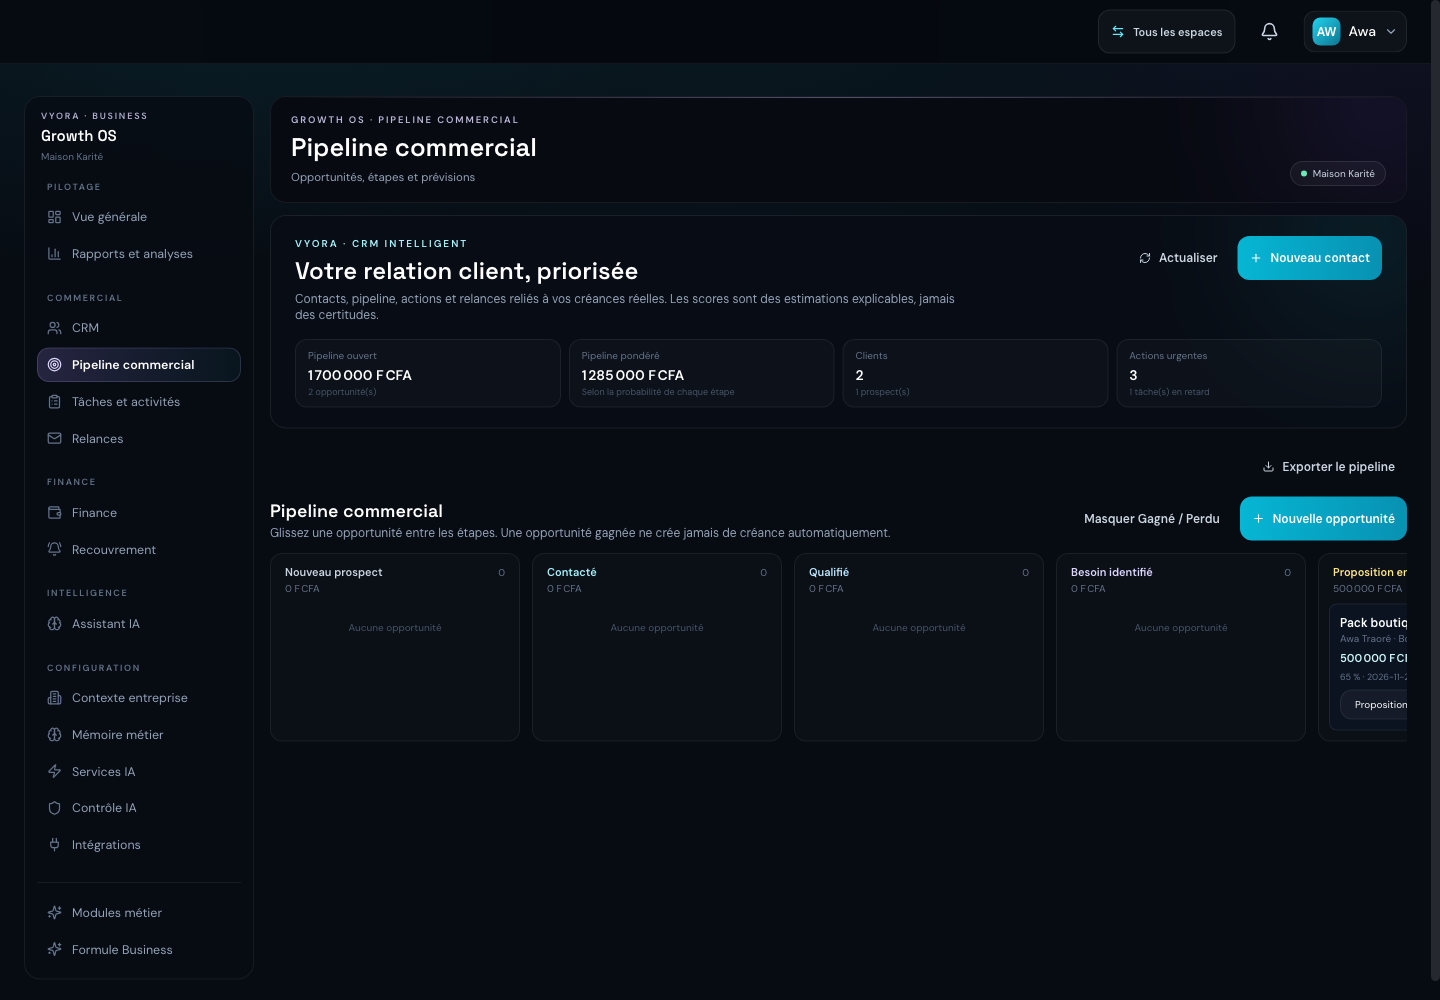 Tous les espaces
AW
Awa
VYORA · BUSINESS
Growth OS
Maison Karité
PILOTAGE
Vue générale
Rapports et analyses
COMMERCIAL
CRM
Pipeline commercial
Tâches et activités
Relances
FINANCE
Finance
Recouvrement
INTELLIGENCE
Assistant IA
CONFIGURATION
Contexte entreprise
Mémoire métier
Services IA
Contrôle IA
Intégrations
Modules métier
Formule Business
GROWTH OS · PIPELINE COMMERCIAL
Pipeline commercial
Opportunités, étapes et prévisions
Maison Karité
VYORA · CRM INTELLIGENT
Votre relation client, priorisée
Contacts, pipeline, actions et relances reliés à vos créances réelles. Les scores sont des estimations explicables, jamais
des certitudes.
Actualiser
Nouveau contact
Pipeline ouvert
1 700 000 F CFA
2 opportunité(s)
Pipeline pondéré
1 285 000 F CFA
Selon la probabilité de chaque étape
Clients
2
1 prospect(s)
Actions urgentes
3
1 tâche(s) en retard
Exporter le pipeline
Pipeline commercial
Glissez une opportunité entre les étapes. Une opportunité gagnée ne crée jamais de créance automatiquement.
Masquer Gagné / Perdu
Nouvelle opportunité
Nouveau prospect 0
0 F CFA
Aucune opportunité
Contacté 0
0 F CFA
Aucune opportunité
Qualifié 0
0 F CFA
Aucune opportunité
Besoin identifié 0
0 F CFA
Aucune opportunité
Proposition
500 000 F CFA
Pack
Awa Traoré ·
500 000 F
65 % · 2026-11-
Proposition